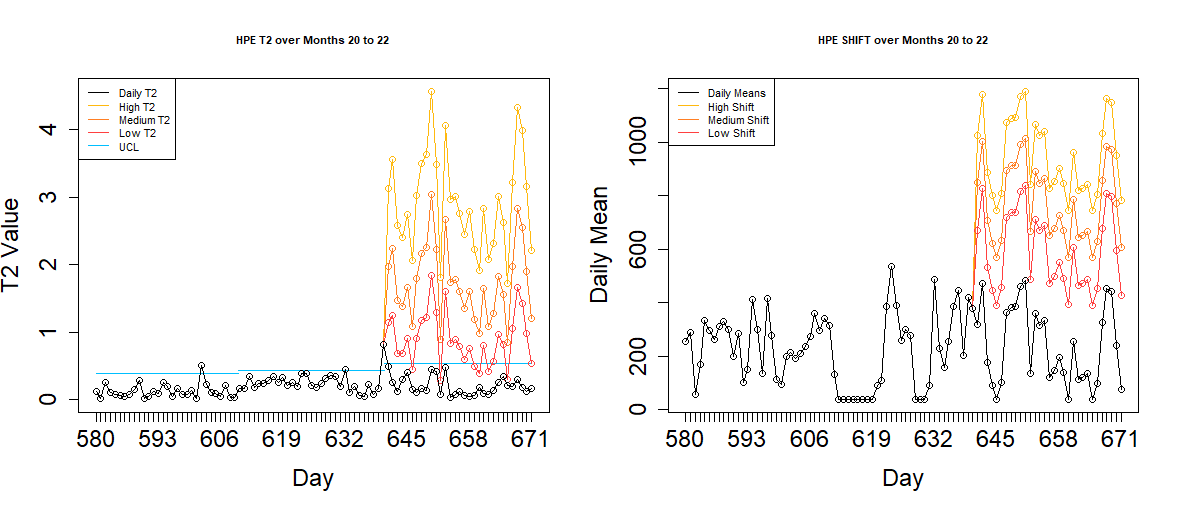 HPE T2 over Months 20 to 22
Daily T2
High T2
Medium T2
Low T2
UCL
T2 Value
0
1
2
3
4
580 593 606 619 632 645 658 671
Day
HPE SHIFT over Months 20 to 22
Daily Means
High Shift
Medium Shift
Low Shift
Daily Mean
0
200
600
1000
580 593 606 619 632 645 658 671
Day